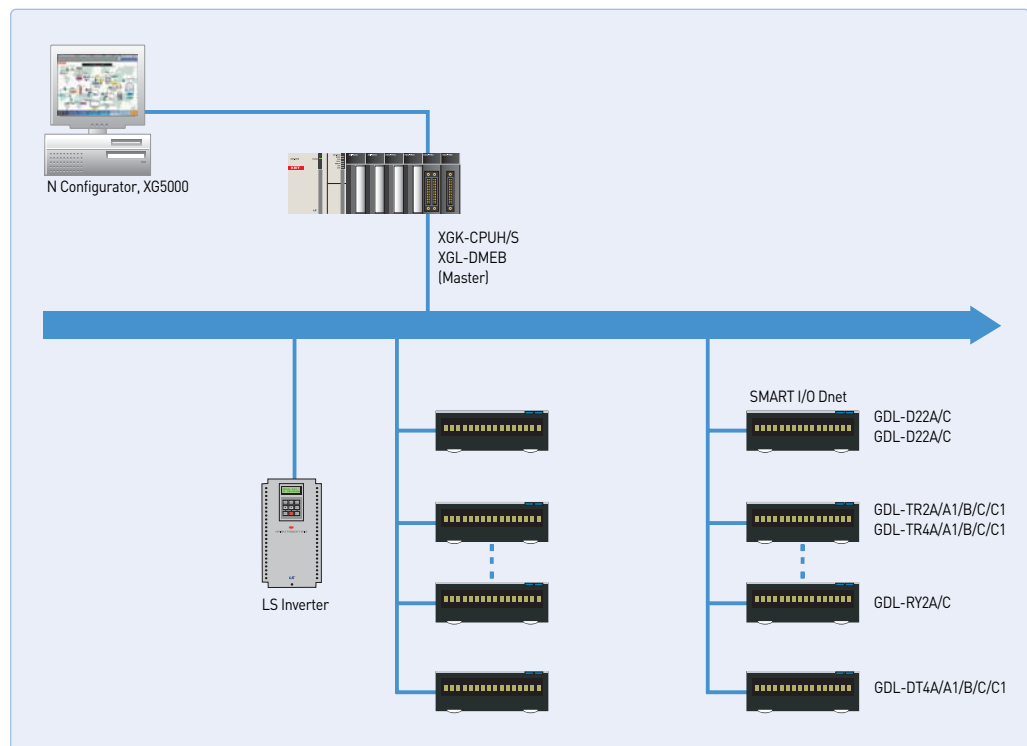 N Configurator, XG5000
XGK-CPUH/S
XGL-DMEB
(Master)
SMART I/O Dnet
GDL-D22A/C
GDL-D22A/C
GDL-TR2A/A1/B/C/C1
GDL-TR4A/A1/B/C/C1
LS Inverter
GDL-RY2A/C
GDL-DT4A/A1/B/C/C1